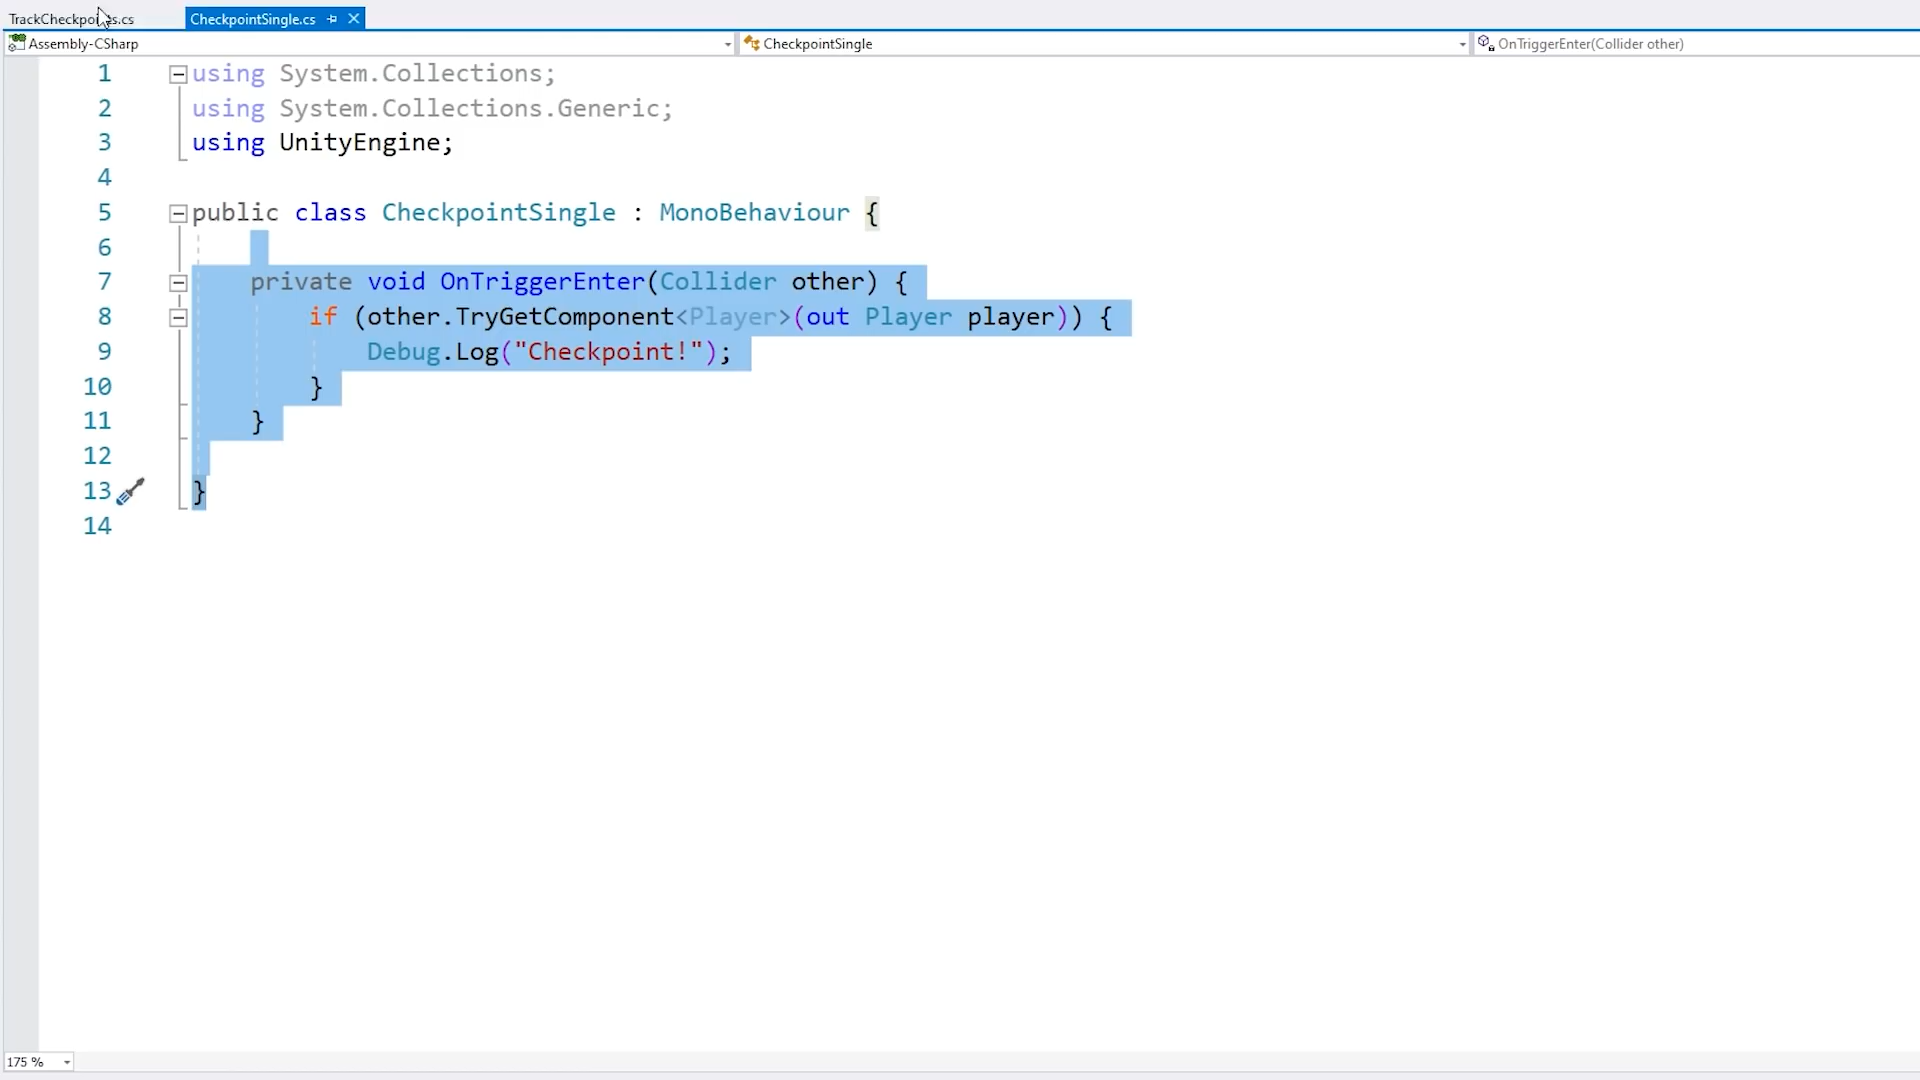 CheckpointSingle.cs
Assembly-CSharp CheckpointSingle OnTriggerEnter(Collider other)
1 using System.Collections;
2 using System.Collections.Generic;
3 using UnityEngine;
4
5 public class CheckpointSingle : MonoBehaviour {
6
7 private void OnTriggerEnter(Collider other) {
8 if (other.TryGetComponent<Player>(out Player player)) {
9 Debug.Log("Checkpoint!");
10 }
11 }
12
13 }
14
175 %